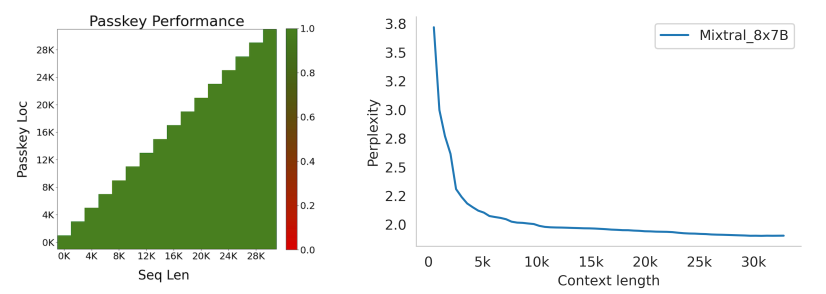 Passkey Performance
Passkey Loc
28K
24K
20K
16K
12K
8K
4K
0K
0K 4K 8K 12K 16K 20K 24K 28K
Seq Len
1.0
0.8
0.6
0.4
0.2
0.0
Perplexity
3.8
3.5
3.2
3.0
2.8
2.5
2.2
2.0
Mixtral_8x7B
0 5k 10k 15k 20k 25k 30k
Context length